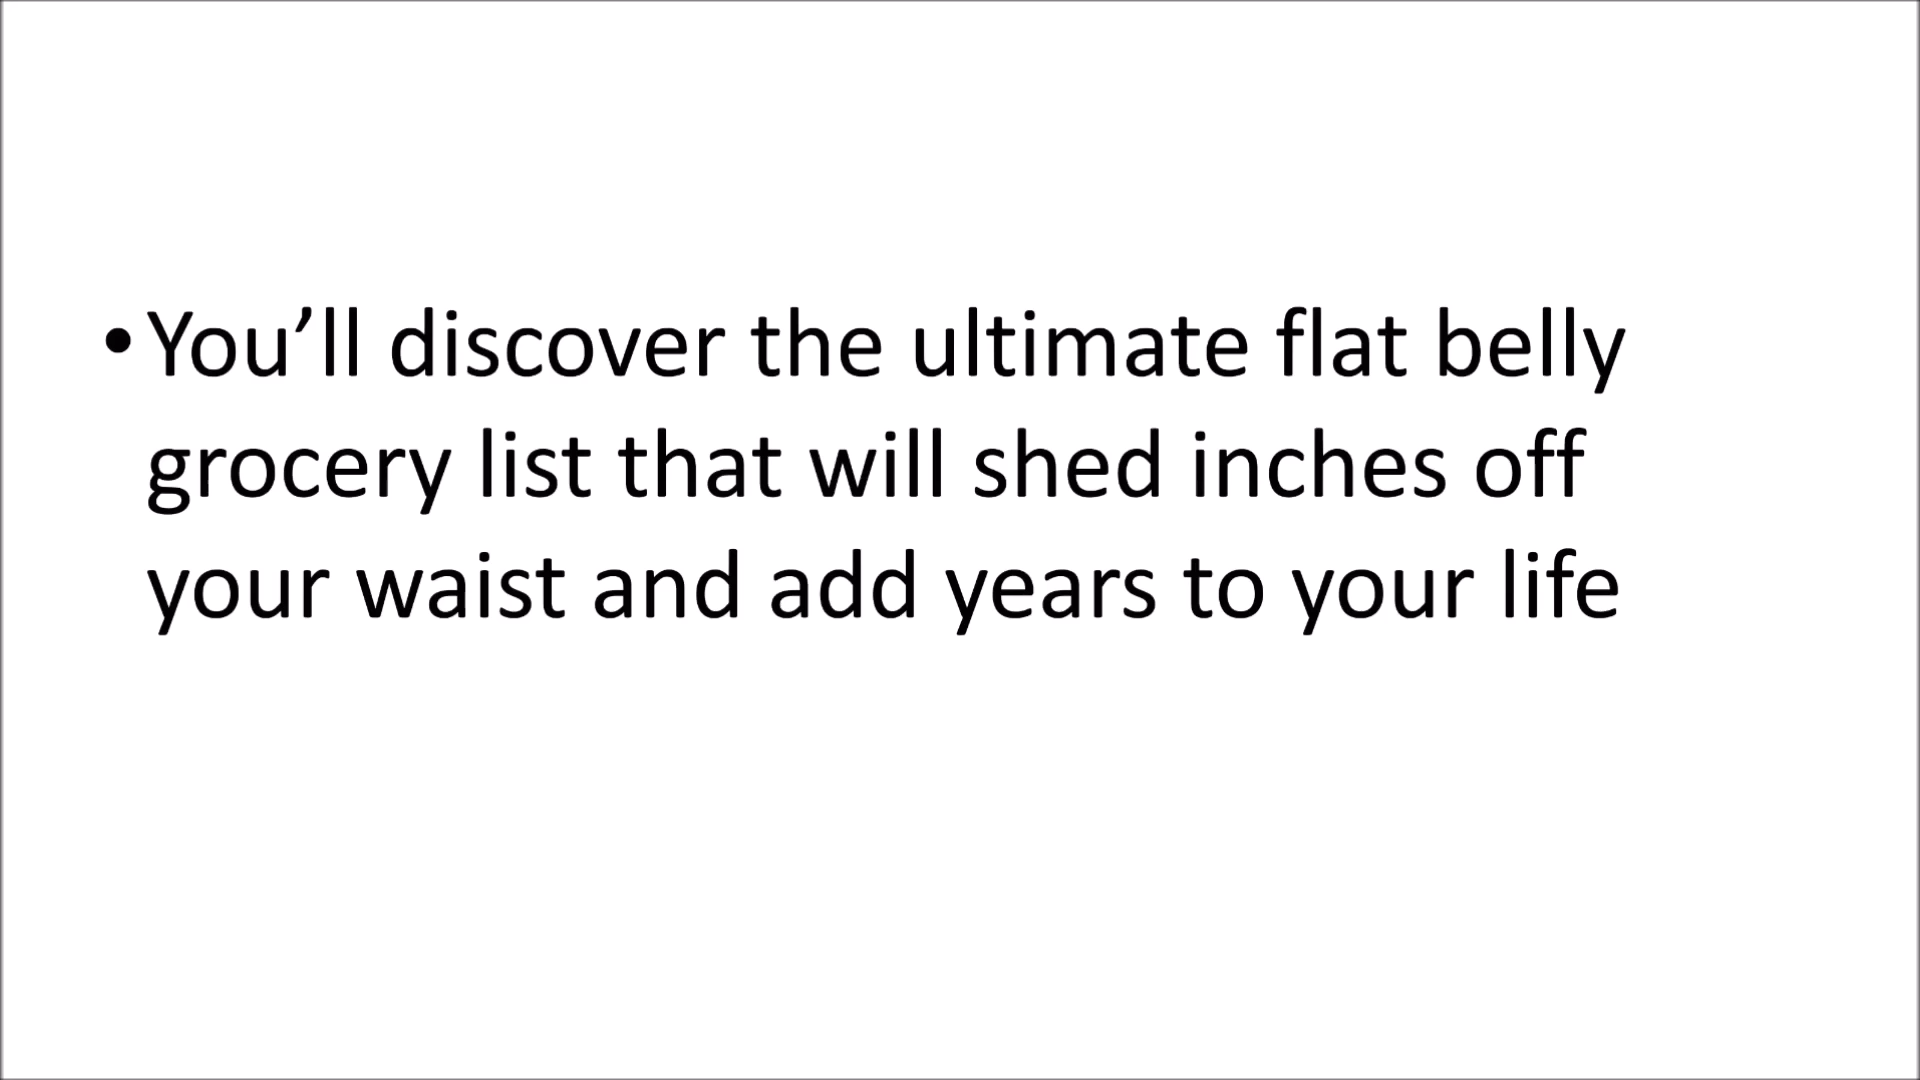 • You’ll discover the ultimate flat belly
grocery list that will shed inches off
your waist and add years to your life